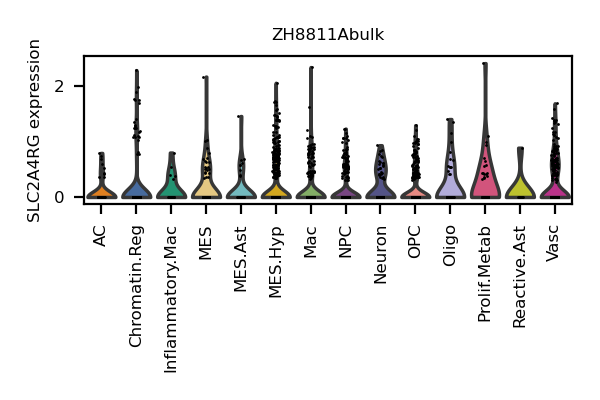 ZH8811Abulk
SLC2A4RG expression
2
0
AC
Chromatin.Reg
Inflammatory.Mac
MES
MES.Ast
MES.Hyp
Mac
NPC
Neuron
OPC
Oligo
Prolif.Metab
Reactive.Ast
Vasc